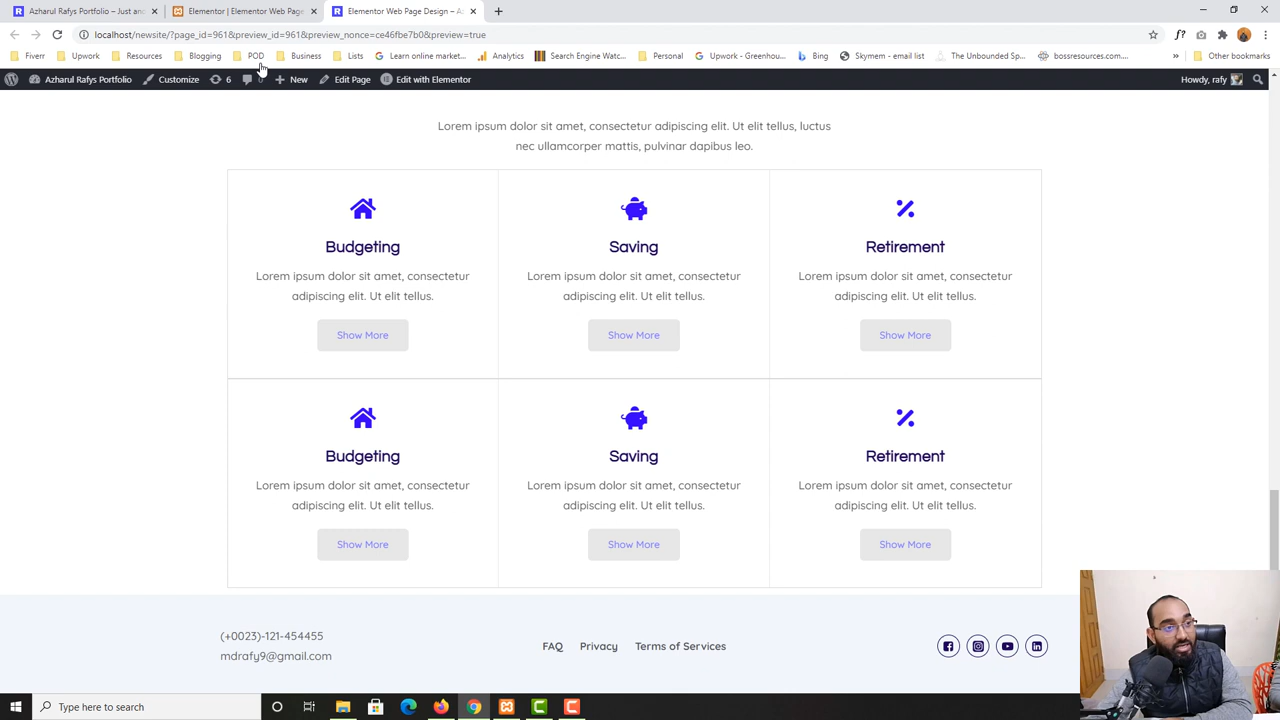 Azharul Rafys Portfolio – Just and
Elementor | Elementor Web Page
Elementor Web Page Design – Az
localhost/newsite/?page_id=961&preview_id=961&preview_nonce=ce46fbe7b0&preview=true
Fiverr Upwork Resources Blogging POD Business Lists Learn online market... Analytics Search Engine Watc... Personal Upwork - Greenhou... Bing Skymem - email list The Unbounded Sp... bossresources.com... » Other bookmarks
Azharul Rafys Portfolio Customize 6 New Edit Page Edit with Elementor Howdy, rafy
Lorem ipsum dolor sit amet, consectetur adipiscing elit. Ut elit tellus, luctus
nec ullamcorper mattis, pulvinar dapibus leo.
Budgeting Saving Retirement
Lorem ipsum dolor sit amet, consectetur Lorem ipsum dolor sit amet, consectetur Lorem ipsum dolor sit amet, consectetur
adipiscing elit. Ut elit tellus. adipiscing elit. Ut elit tellus. adipiscing elit. Ut elit tellus.
Show More Show More Show More
Budgeting Saving Retirement
Lorem ipsum dolor sit amet, consectetur Lorem ipsum dolor sit amet, consectetur Lorem ipsum dolor sit amet, consectetur
adipiscing elit. Ut elit tellus. adipiscing elit. Ut elit tellus. adipiscing elit. Ut elit tellus.
Show More Show More Show More
(+0023)-121-454455
mdrafy9@gmail.com
FAQ Privacy Terms of Services
Type here to search